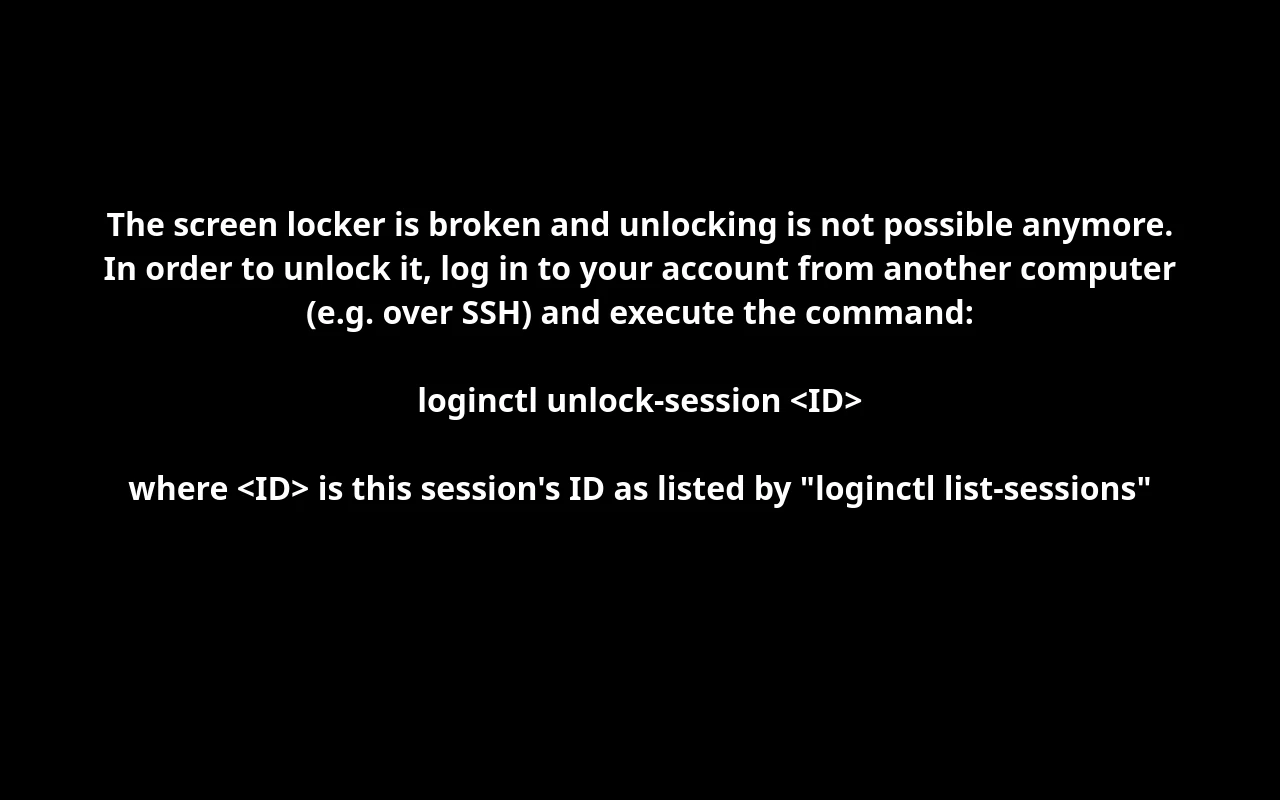 The screen locker is broken and unlocking is not possible anymore.
In order to unlock it, log in to your account from another computer
(e.g. over SSH) and execute the command:
loginctl unlock-session <ID>
where <ID> is this session's ID as listed by "loginctl list-sessions"